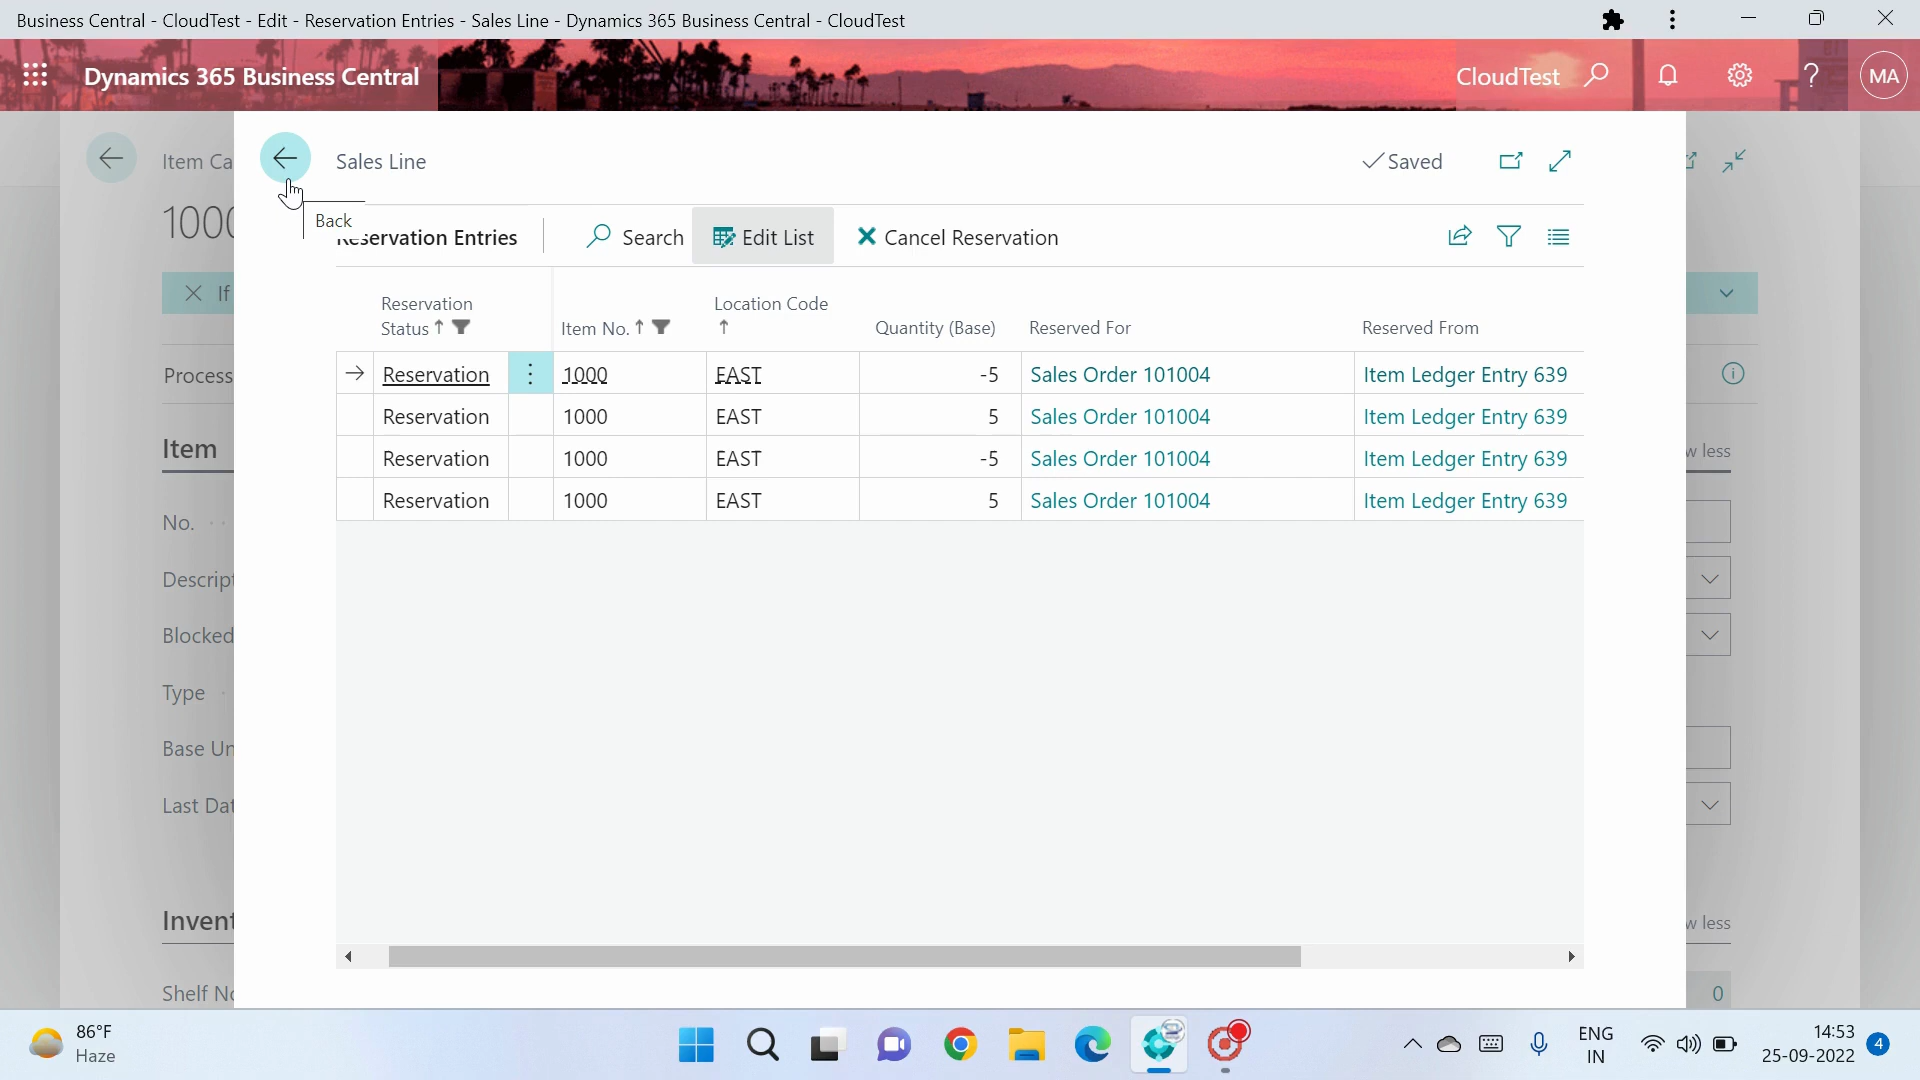 Business Central - CloudTest - Edit - Reservation Entries - Sales Line - Dynamics 365 Business Central - CloudTest
Dynamics 365 Business Central
CloudTest
?
MA
Item Ca
Sales Line
Saved
1000
Back
Reservation Entries
Search
Edit List
Cancel Reservation
If
Reservation
Status
Item No.
Location Code
Quantity (Base)
Reserved For
Reserved From
Process
Reservation 1000 EAST -5 Sales Order 101004 Item Ledger Entry 639
Reservation 1000 EAST 5 Sales Order 101004 Item Ledger Entry 639
Reservation 1000 EAST -5 Sales Order 101004 Item Ledger Entry 639
Reservation 1000 EAST 5 Sales Order 101004 Item Ledger Entry 639
Item
w less
No.
Descript
Blocked
Type
Base Un
Last Dat
Invent
w less
Shelf No
0
86°F
Haze
ENG
IN
14:53
25-09-2022
4